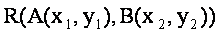 R(A(x₁, y₁),B(x₂, y₂))